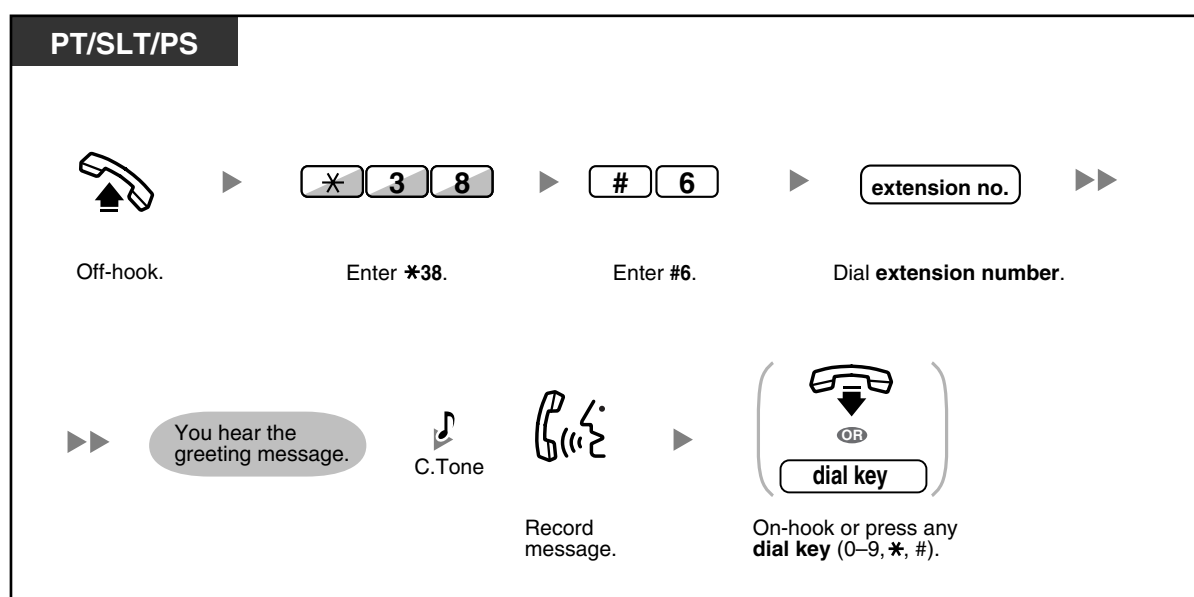 PT/SLT/PS
* 3 8 # 6 extension no.
Off-hook. Enter *38. Enter #6. Dial extension number.
You hear the
greeting message.
C.Tone
OR
dial key
Record
message.
On-hook or press any
dial key (0–9, *, #).